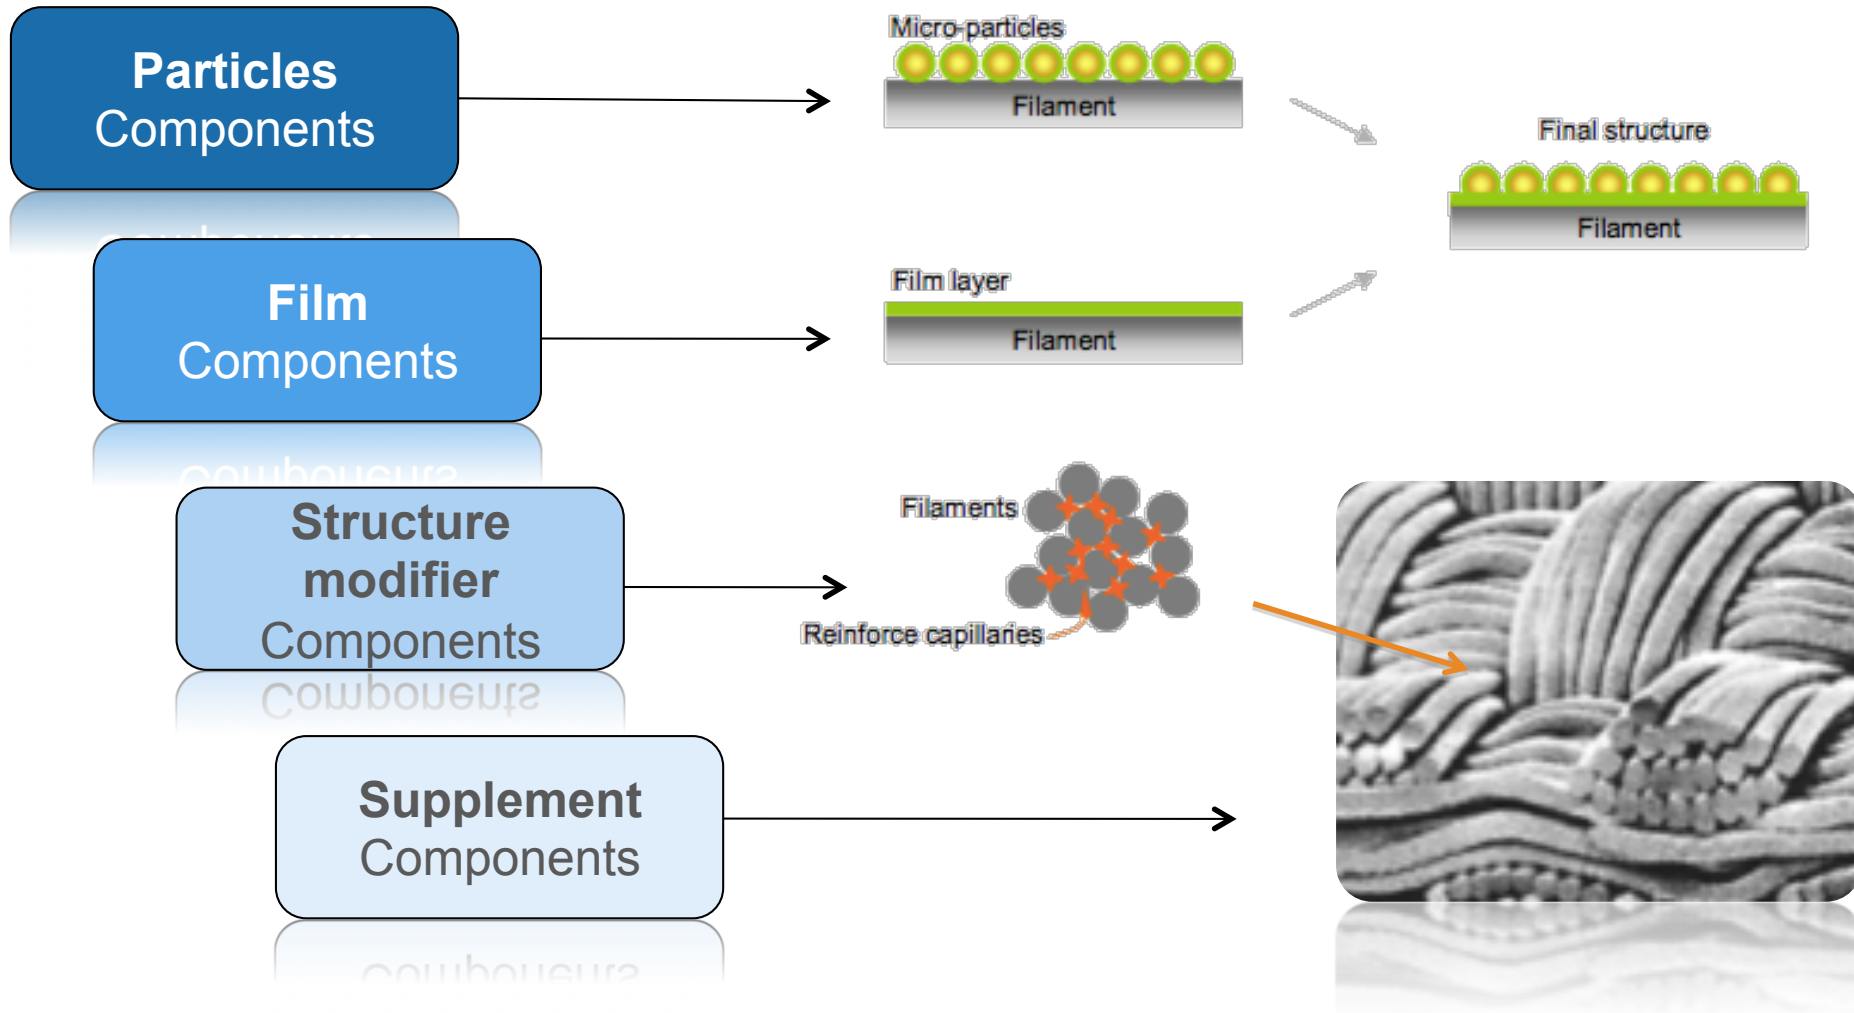 Particles
Components
Micro-particles
Filament
Final structure
Filament
Film
Components
Film layer
Filament
Structure
modifier
Components
Filaments
Reinforce capillaries
Supplement
Components